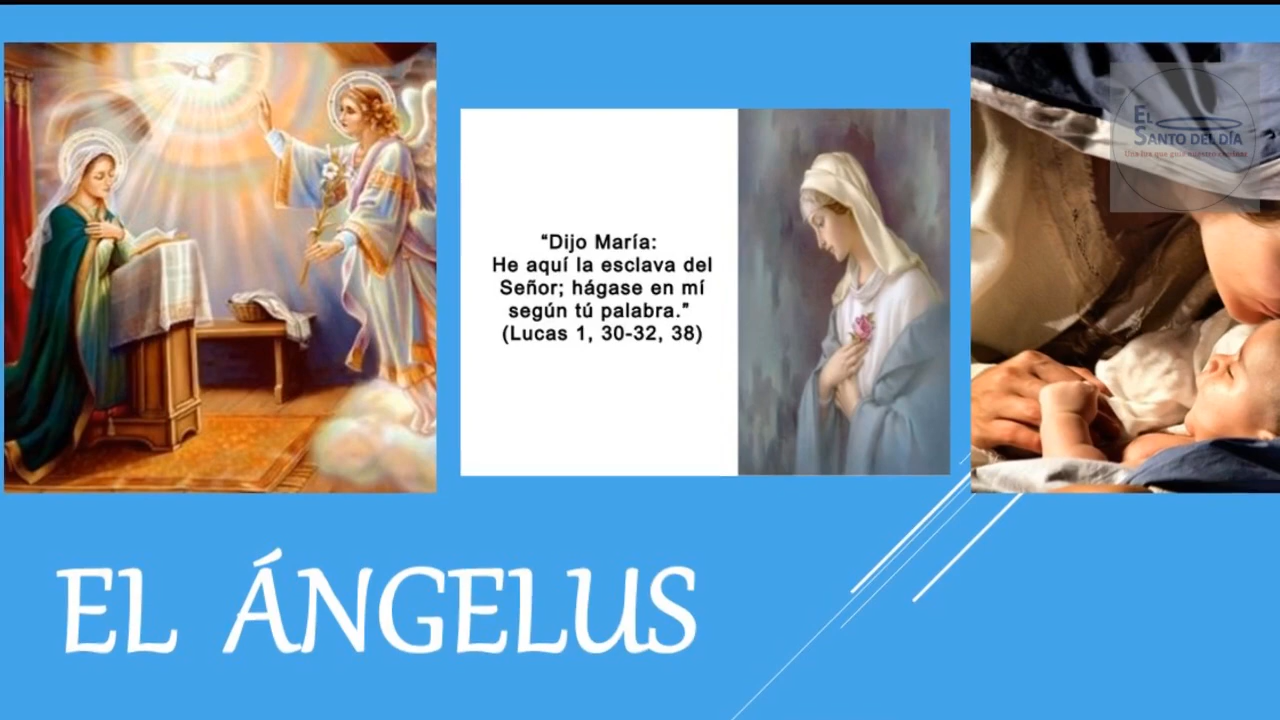 EL
SANTO DEL DÍA
“Dijo María:
He aquí la esclava del
Señor; hágase en mí
según tú palabra.”
(Lucas 1, 30-32, 38)
EL ÁNGELUS